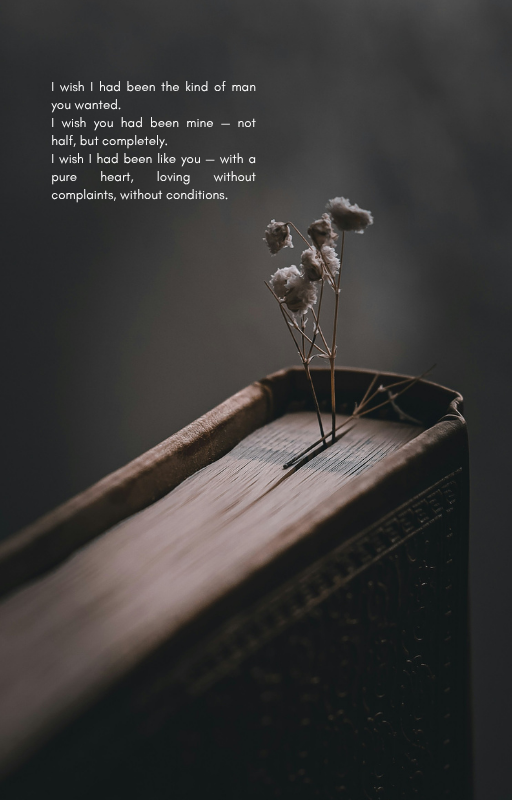 I wish I had been the kind of man
you wanted.
I wish you had been mine — not
half, but completely.
I wish I had been like you — with a
pure heart, loving without
complaints, without conditions.